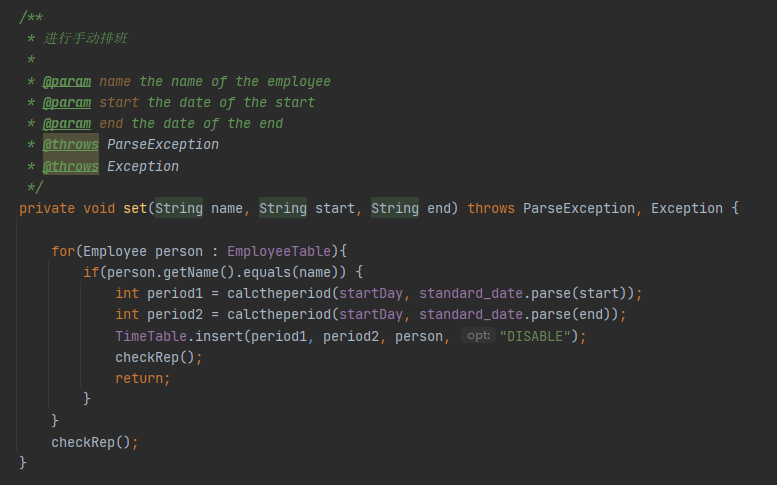 /**
 * 进行手动排班
 *
 * @param name the name of the employee
 * @param start the date of the start
 * @param end the date of the end
 * @throws ParseException
 * @throws Exception
 */
private void set(String name, String start, String end) throws ParseException, Exception {
    for(Employee person : EmployeeTable){
        if(person.getName().equals(name)) {
            int period1 = calctheperiod(startDay, standard_date.parse(start));
            int period2 = calctheperiod(startDay, standard_date.parse(end));
            TimeTable.insert(period1, period2, person, opt: "DISABLE");
            checkRep();
            return;
        }
    }
    checkRep();
}